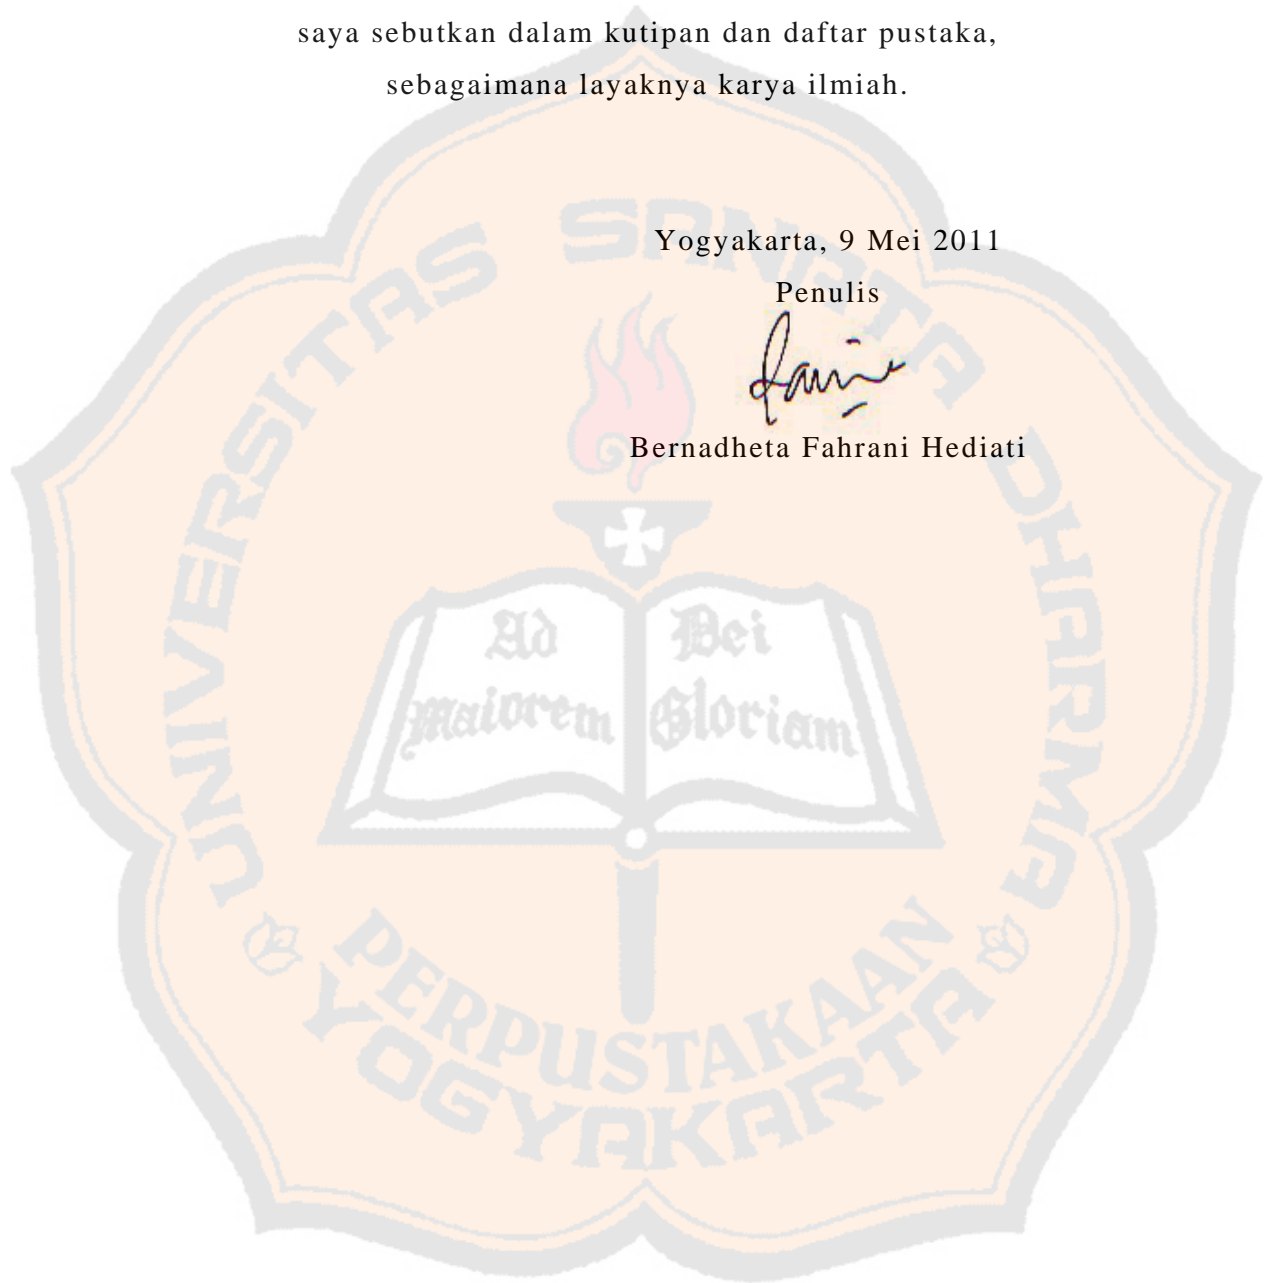 saya sebutkan dalam kutipan dan daftar pustaka,
sebagaimana layaknya karya ilmiah.
Yogyakarta, 9 Mei 2011
Penulis
Bernadheta Fahrani Hediati
UNIVERSITAS SANATA DHARMA
Ad
maiorem
Dei
Gloriam
PERPUSTAKAAN
YOGYAKARTA